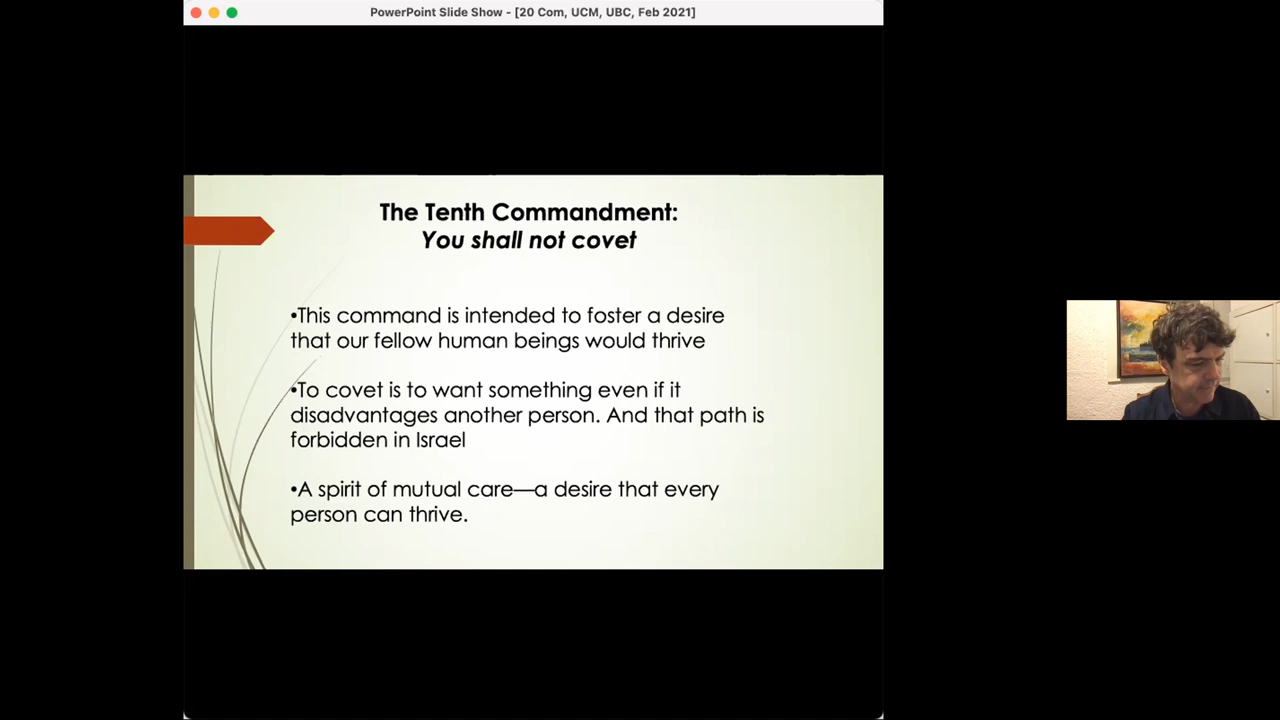 PowerPoint Slide Show - [20 Com, UCM, UBC, Feb 2021]
The Tenth Commandment:
You shall not covet
•This command is intended to foster a desire
that our fellow human beings would thrive
•To covet is to want something even if it
disadvantages another person. And that path is
forbidden in Israel
•A spirit of mutual care—a desire that every
person can thrive.